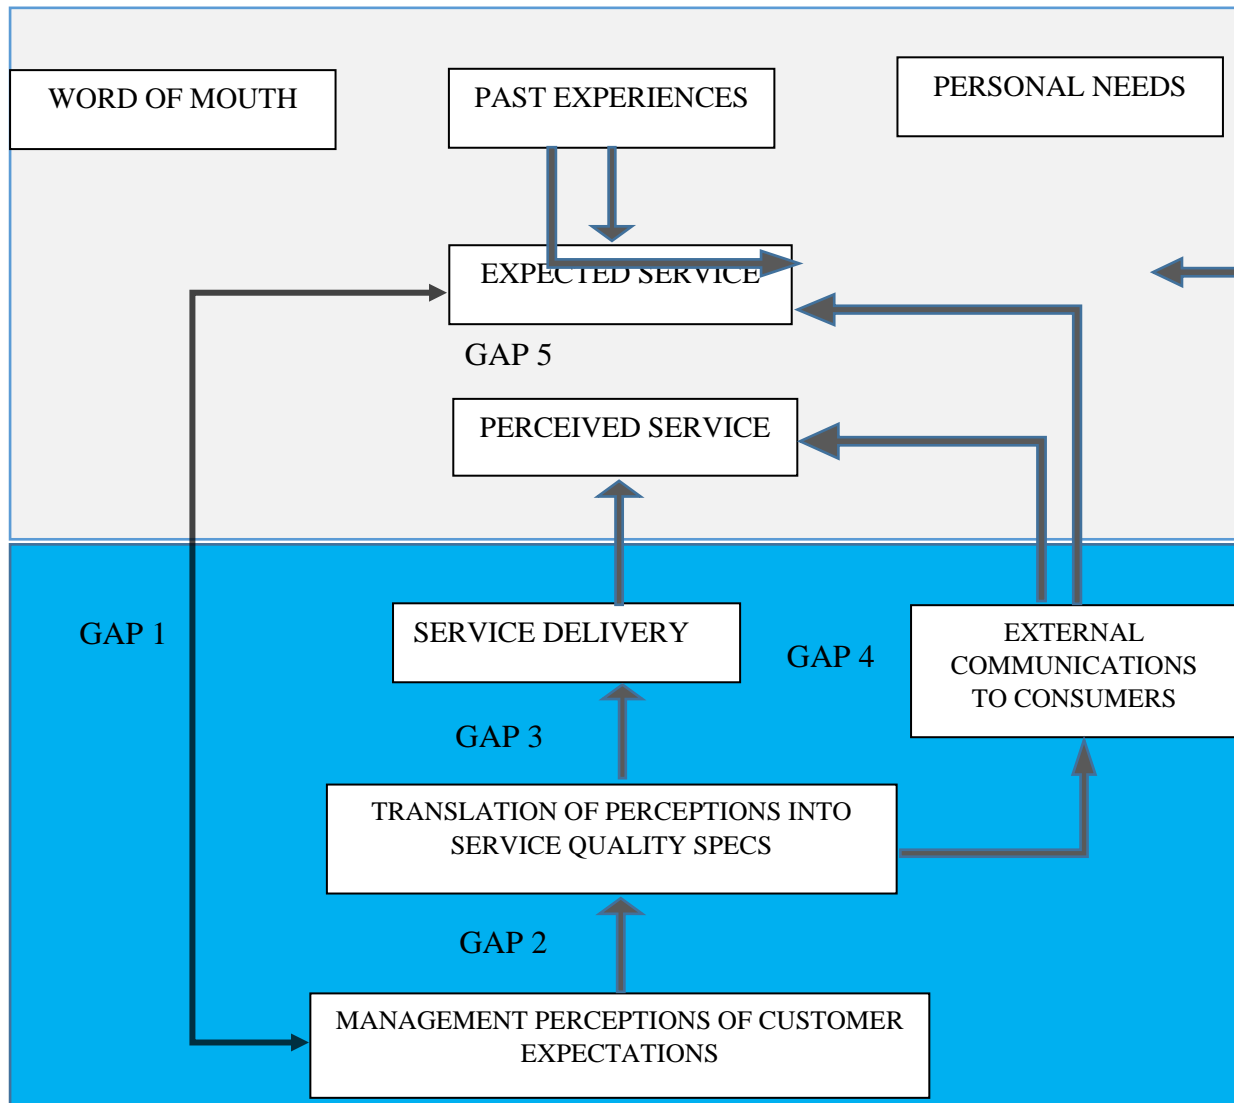 WORD OF MOUTH
PAST EXPERIENCES
PERSONAL NEEDS
EXPECTED SERVICE
GAP 5
PERCEIVED SERVICE
GAP 1
SERVICE DELIVERY
GAP 4
EXTERNAL
COMMUNICATIONS
TO CONSUMERS
GAP 3
TRANSLATION OF PERCEPTIONS INTO
SERVICE QUALITY SPECS
GAP 2
MANAGEMENT PERCEPTIONS OF CUSTOMER
EXPECTATIONS